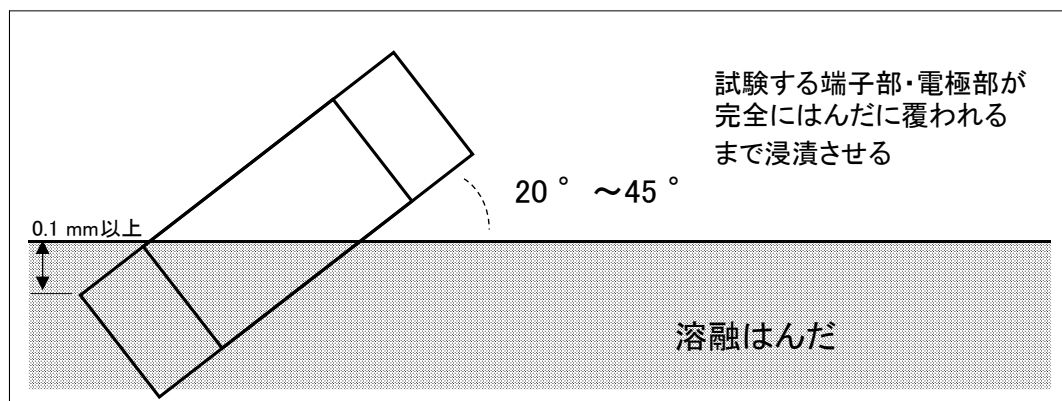 試験する端子部・電極部が
完全にはんだに覆われる
まで浸漬させる
20 ° ～45 °
0.1 mm以上
溶融はんだ